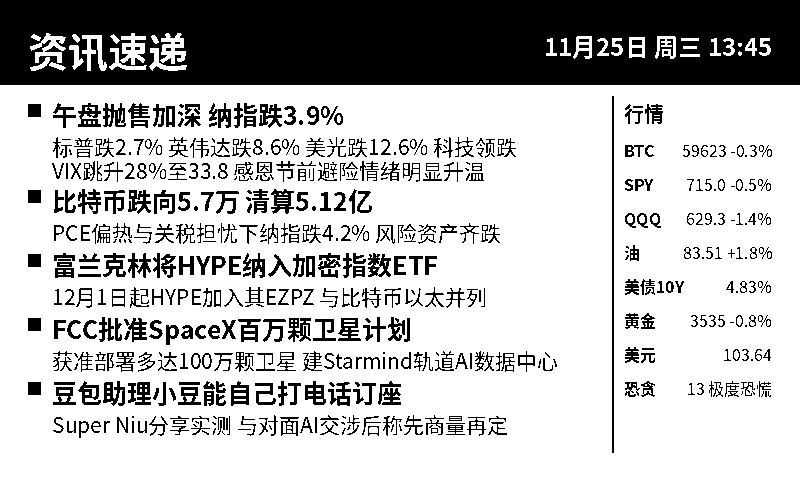 资讯速递
11月25日 周三 13:45
午盘抛售加深 纳指跌3.9%
标普跌2.7% 英伟达跌8.6% 美光跌12.6% 科技领跌
VIX跳升28%至33.8 感恩节前避险情绪明显升温
比特币跌向5.7万 清算5.12亿
PCE偏热与关税担忧下纳指跌4.2% 风险资产齐跌
富兰克林将HYPE纳入加密指数ETF
12月1日起HYPE加入其EZPZ 与比特币以太并列
FCC批准SpaceX百万颗卫星计划
获准部署多达100万颗卫星 建Starmind轨道AI数据中心
豆包助理小豆能自己打电话订座
Super Niu分享实测 与对面AI交涉后称先商量再定
行情
BTC 59623 -0.3%
SPY 715.0 -0.5%
QQQ 629.3 -1.4%
油 83.51 +1.8%
美债10Y 4.83%
黄金 3535 -0.8%
美元 103.64
恐贪 13 极度恐慌